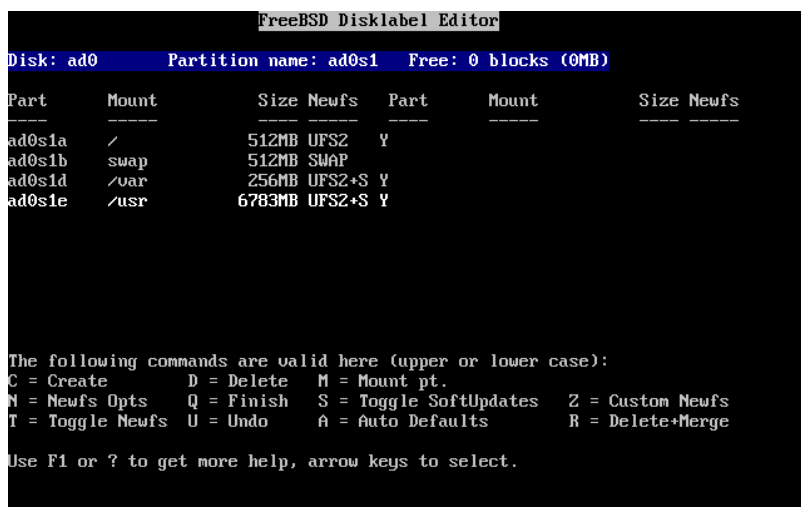 FreeBSD Disklabel Editor
Disk: ad0 Partition name: ad0s1 Free: 0 blocks (0MB)
Part Mount Size Newfs Part Mount Size Newfs
---- ----- ---- ----- ---- ----- ---- -----
ad0s1a / 512MB UFS2 Y
ad0s1b swap 512MB SWAP
ad0s1d /var 256MB UFS2+S Y
ad0s1e /usr 6783MB UFS2+S Y
The following commands are valid here (upper or lower case):
C = Create D = Delete M = Mount pt.
N = Newfs Opts Q = Finish S = Toggle SoftUpdates Z = Custom Newfs
T = Toggle Newfs U = Undo A = Auto Defaults R = Delete+Merge
Use F1 or ? to get more help, arrow keys to select.